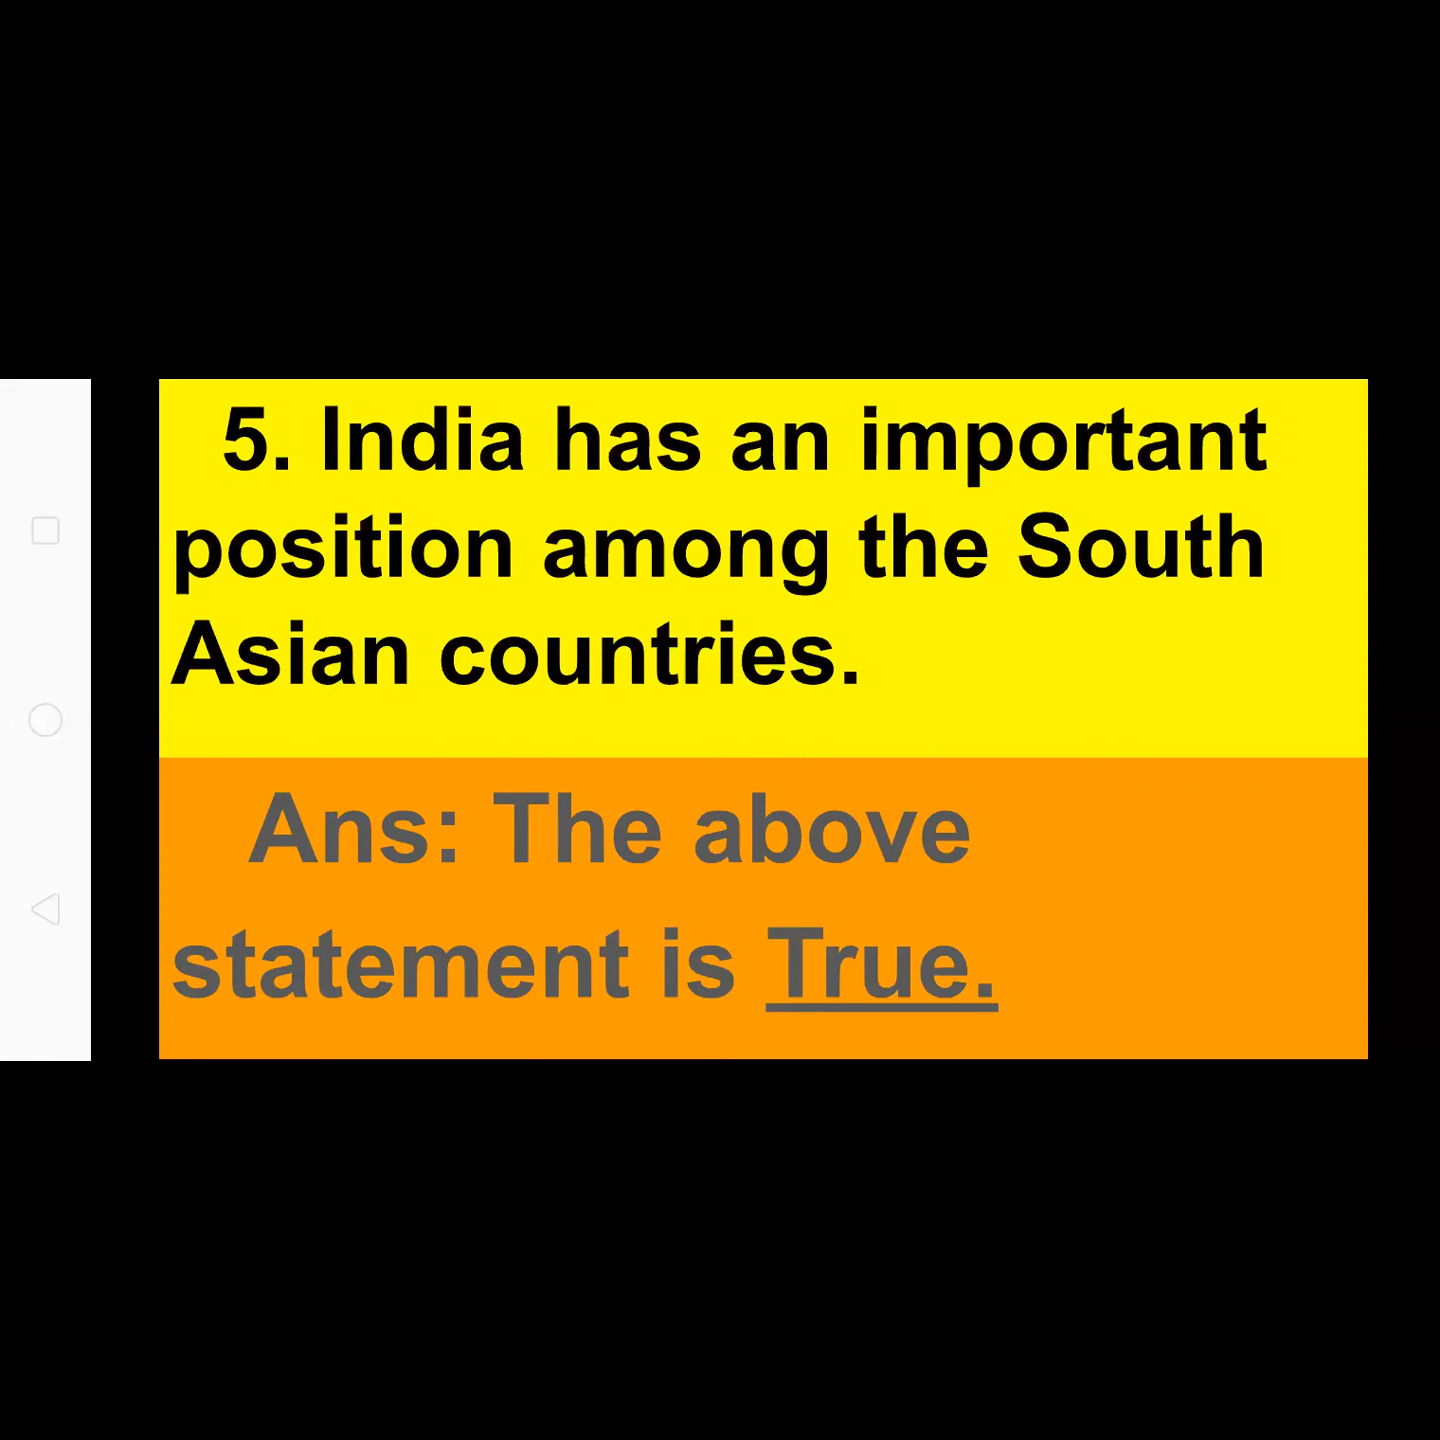 5. India has an important
position among the South
Asian countries.
Ans: The above
statement is True.